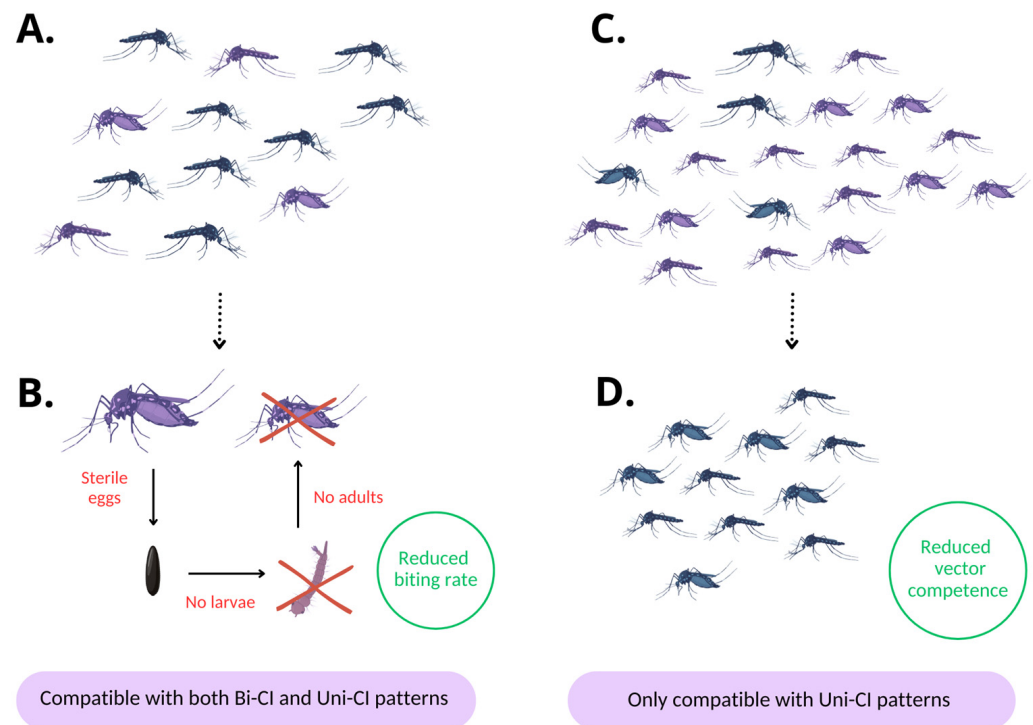 A.
C.
B.
D.
Sterile
eggs
No adults
No larvae
Reduced
biting rate
Reduced
vector
competence
Compatible with both Bi-CI and Uni-CI patterns
Only compatible with Uni-CI patterns